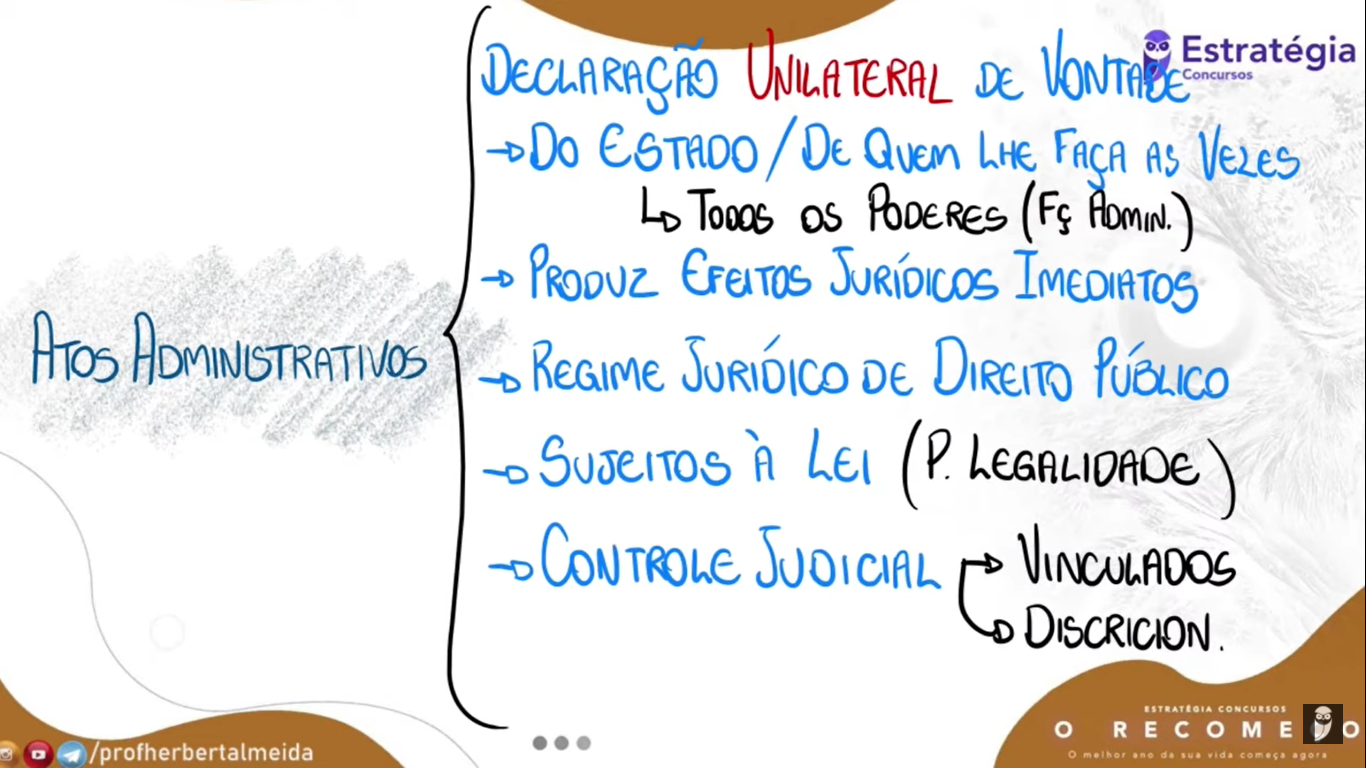 DECLARAÇÃO UNILATERAL DE VONTADE
Estratégia
Concursos
→ DO ESTADO / DE QUEM LHE FAÇA AS VEZES
↳ TODOS OS PODERES (FÇ ADMIN.)
→ PRODUZ EFEITOS JURÍDICOS IMEDIATOS
ATOS ADMINISTRATIVOS
→ REGIME JURÍDICO DE DIREITO PÚBLICO
→ SUJEITOS À LEI (P. LEGALIDADE)
→ CONTROLE JUDICIAL → VINCULADOS
→ DISCRICION.
ESTRATÉGIA CONCURSOS
O RECOMEÇO
O melhor ano da sua vida começa agora
/profherbertalmeida